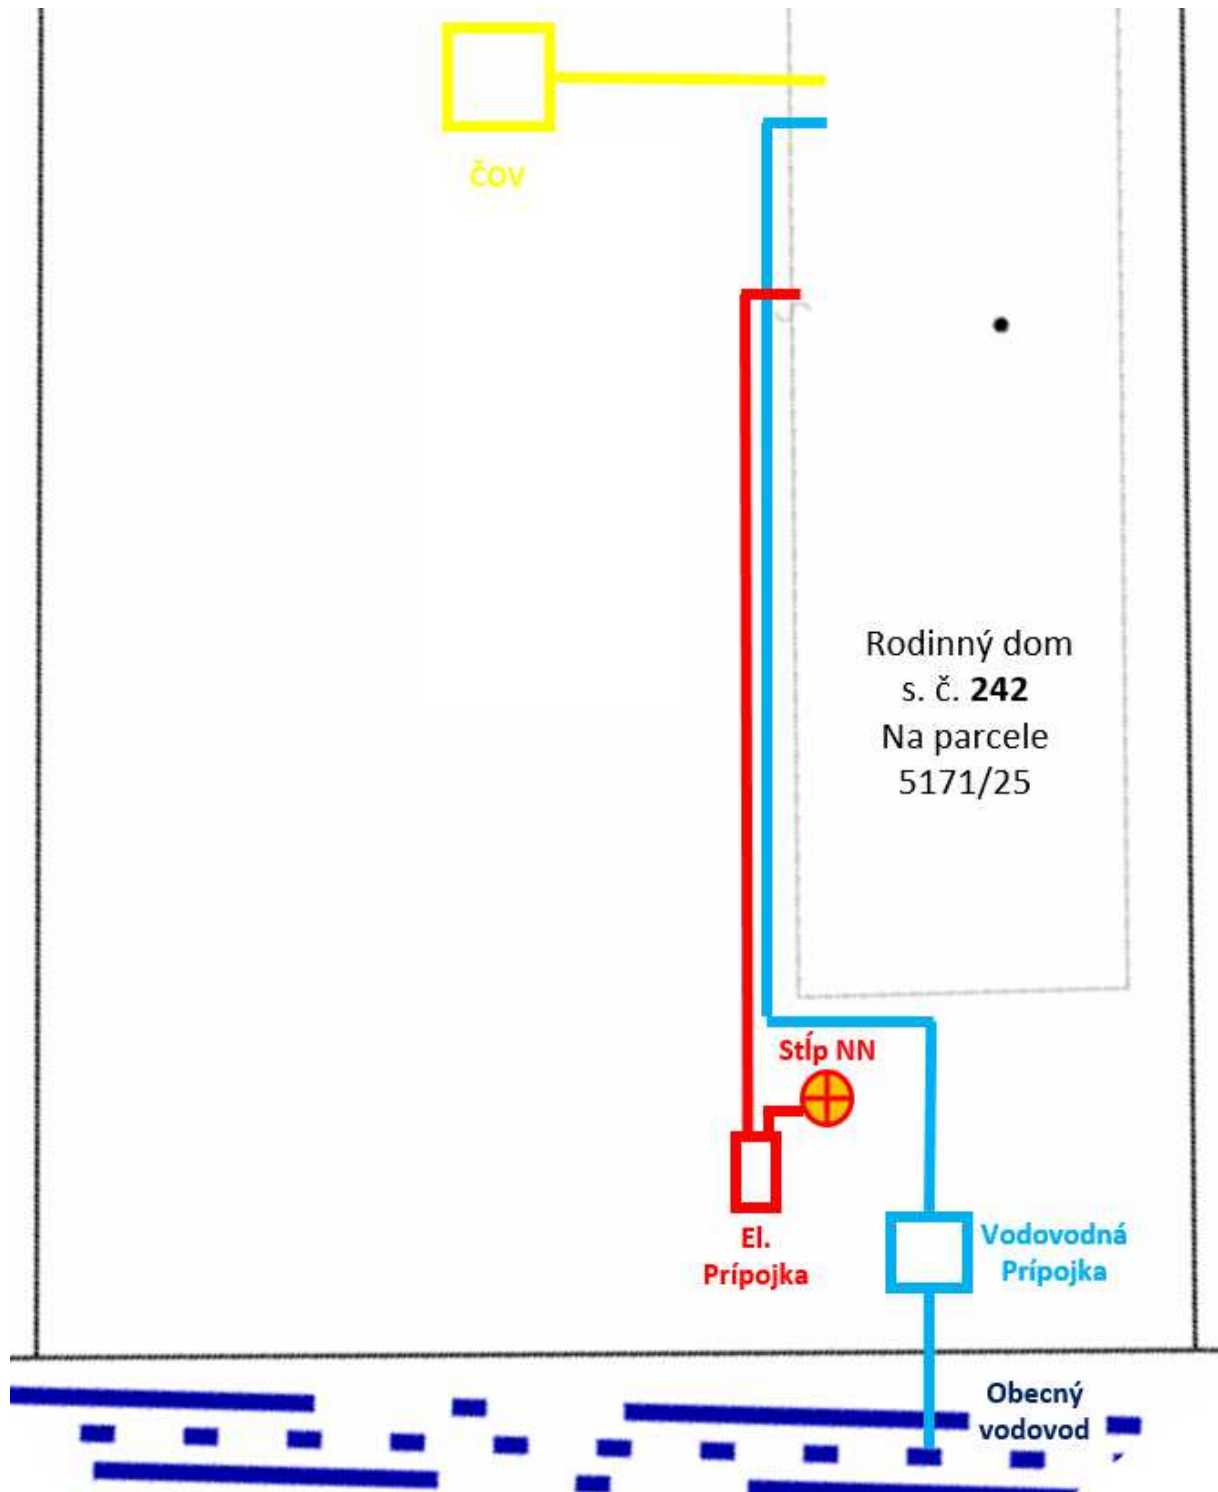 čov
Rodinný dom
s. č. 242
Na parcele
5171/25
Stĺp NN
El.
Prípojka
Vodovodná
Prípojka
Obecný
vodovod